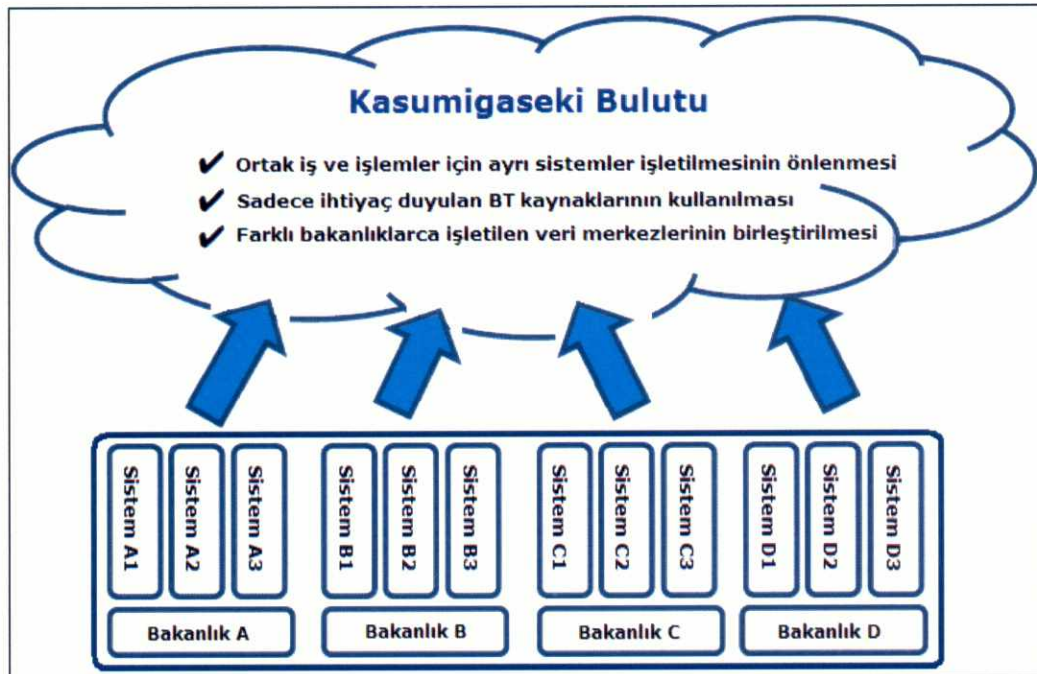 Kasumigaseki Bulutu
✔ Ortak iş ve işlemler için ayrı sistemler işletilmesinin önlenmesi
✔ Sadece ihtiyaç duyulan BT kaynaklarının kullanılması
✔ Farklı bakanlıklarca işletilen veri merkezlerinin birleştirilmesi
Sistem A1
Sistem A2
Sistem A3
Bakanlık A
Sistem B1
Sistem B2
Sistem B3
Bakanlık B
Sistem C1
Sistem C2
Sistem C3
Bakanlık C
Sistem D1
Sistem D2
Sistem D3
Bakanlık D